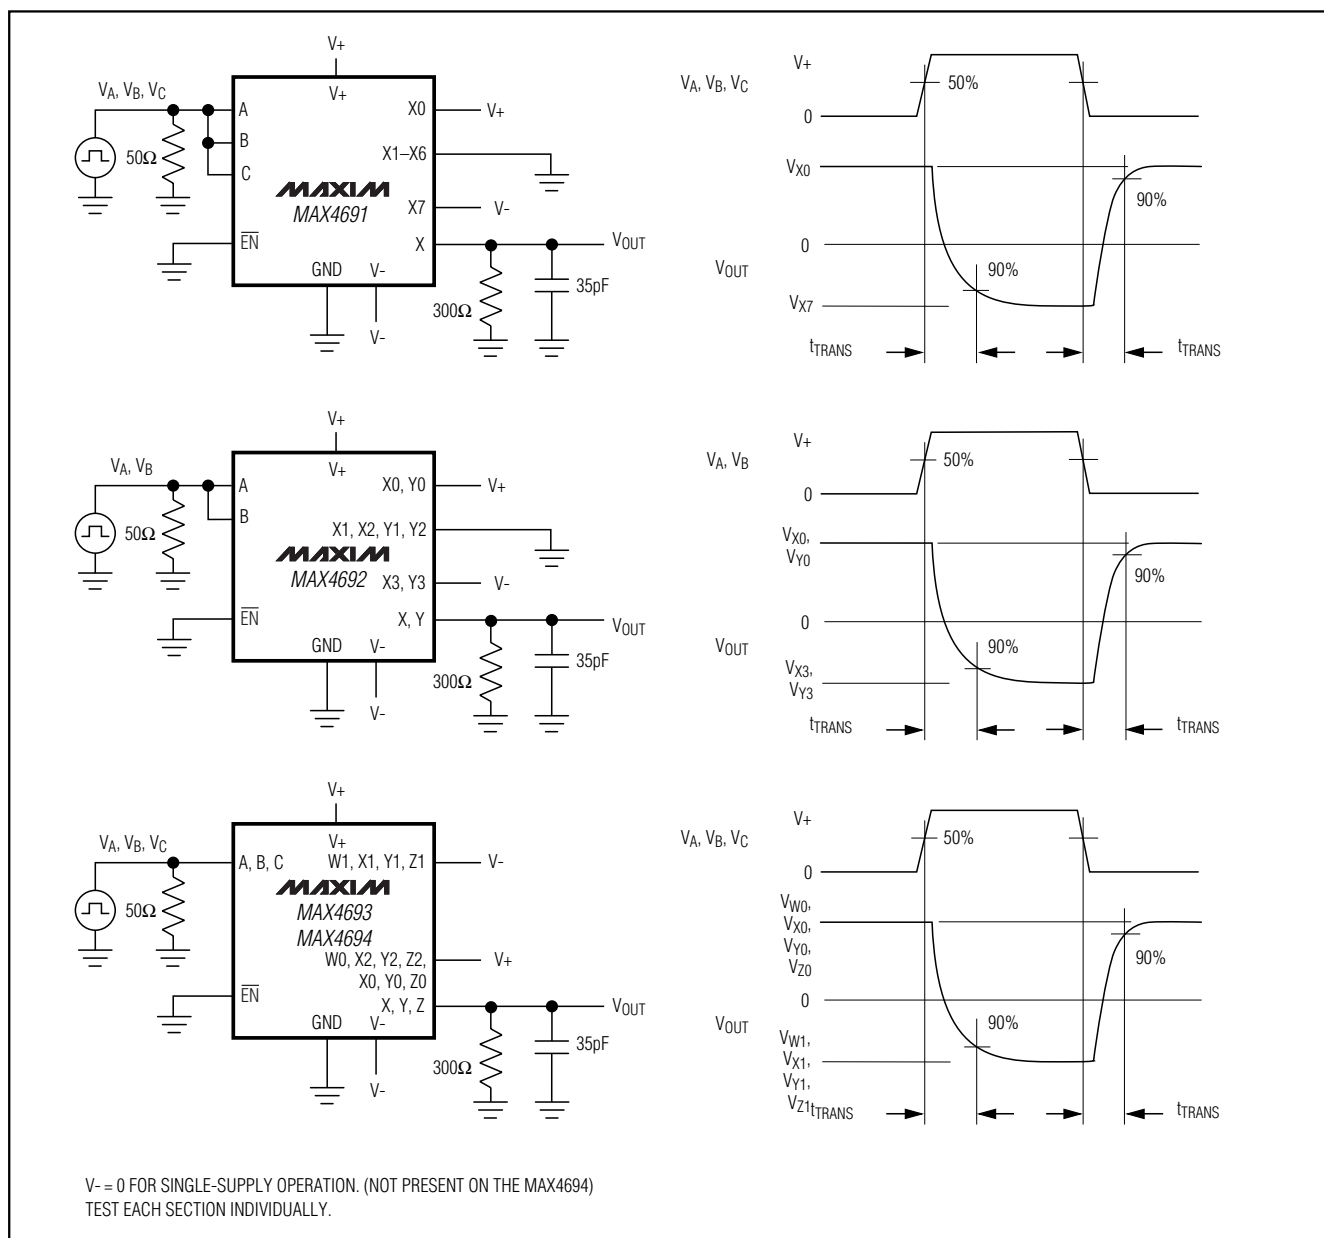 V+
VA, VB, VC
V+
A
X0
V+
B
X1–X6
50Ω
C
MAXIM
MAX4691
X7
V-
EN
X
VOUT
GND
V-
300Ω
35pF
V-
VA, VB, VC
V+
50%
0
VX0
90%
0
VOUT
90%
VX7
tTRANS
tTRANS
V+
VA, VB
V+
A
X0, Y0
V+
B
X1, X2, Y1, Y2
50Ω
MAXIM
MAX4692
X3, Y3
V-
EN
X, Y
VOUT
GND
V-
300Ω
35pF
V-
VA, VB
V+
50%
0
VX0,
VY0
90%
0
VOUT
90%
VX3,
VY3
tTRANS
tTRANS
V+
VA, VB, VC
V+
A, B, C
W1, X1, Y1, Z1
V-
50Ω
MAXIM
MAX4693
MAX4694
W0, X2, Y2, Z2,
X0, Y0, Z0
V+
EN
X, Y, Z
VOUT
GND
V-
300Ω
35pF
V-
VA, VB, VC
V+
50%
0
VW0,
VX0,
VY0,
VZ0
90%
0
VOUT
90%
VW1,
VX1,
VY1,
VZ1
tTRANS
tTRANS
V- = 0 FOR SINGLE-SUPPLY OPERATION. (NOT PRESENT ON THE MAX4694)
TEST EACH SECTION INDIVIDUALLY.